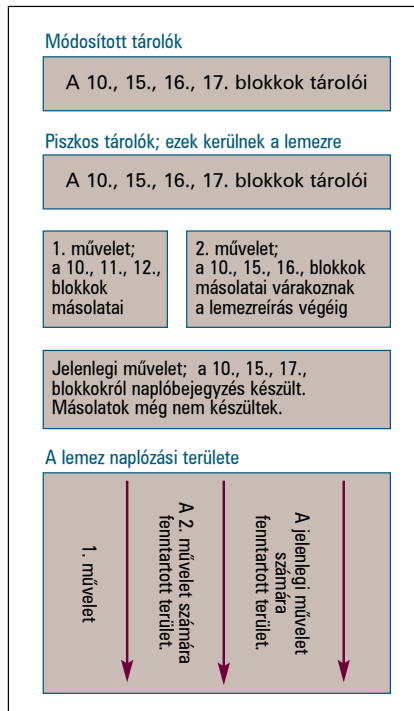 Módosított tárolók
A 10., 15., 16., 17. blokkok tárolói
Piszkos tárolók; ezek kerülnek a lemezre
A 10., 15., 16., 17. blokkok tárolói
1. művelet;
a 10., 11., 12.,
blokkok
másolatai
2. művelet;
a 10., 15., 16., blokkok
másolatai várakoznak
a lemezreírás végéig
Jelenlegi művelet; a 10., 15., 17.,
blokkokról naplóbejegyzés készült.
Másolatok még nem készültek.
A lemez naplózási területe
1. művelet
A 2. művelet számára
fenntartott terület.
A jelenlegi művelet
számára
fenntartott terület.